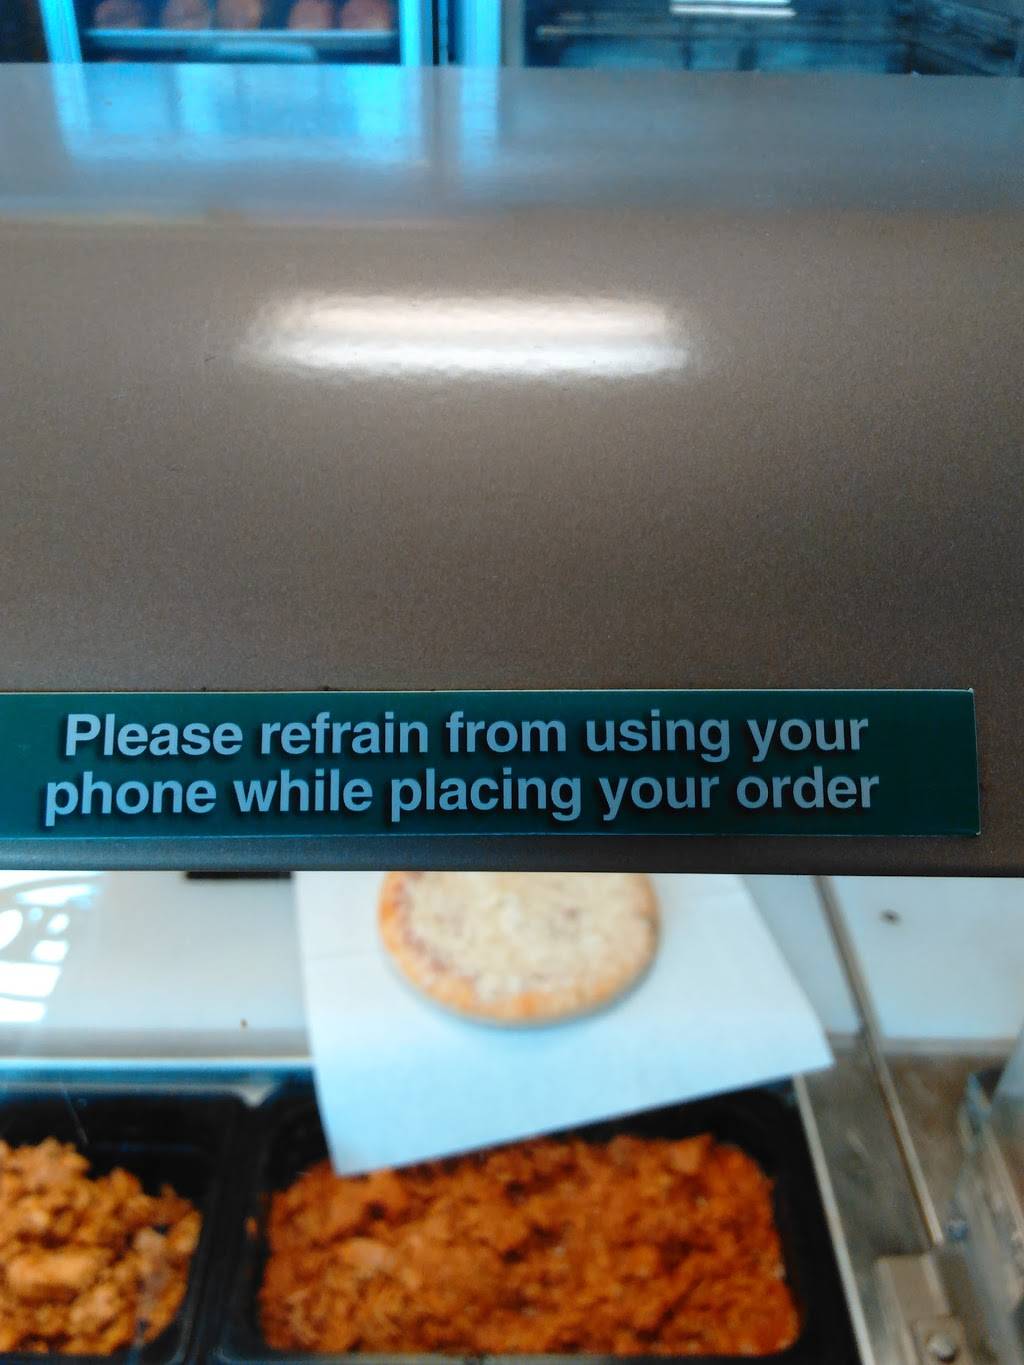 Please refrain from using your
phone while placing your order